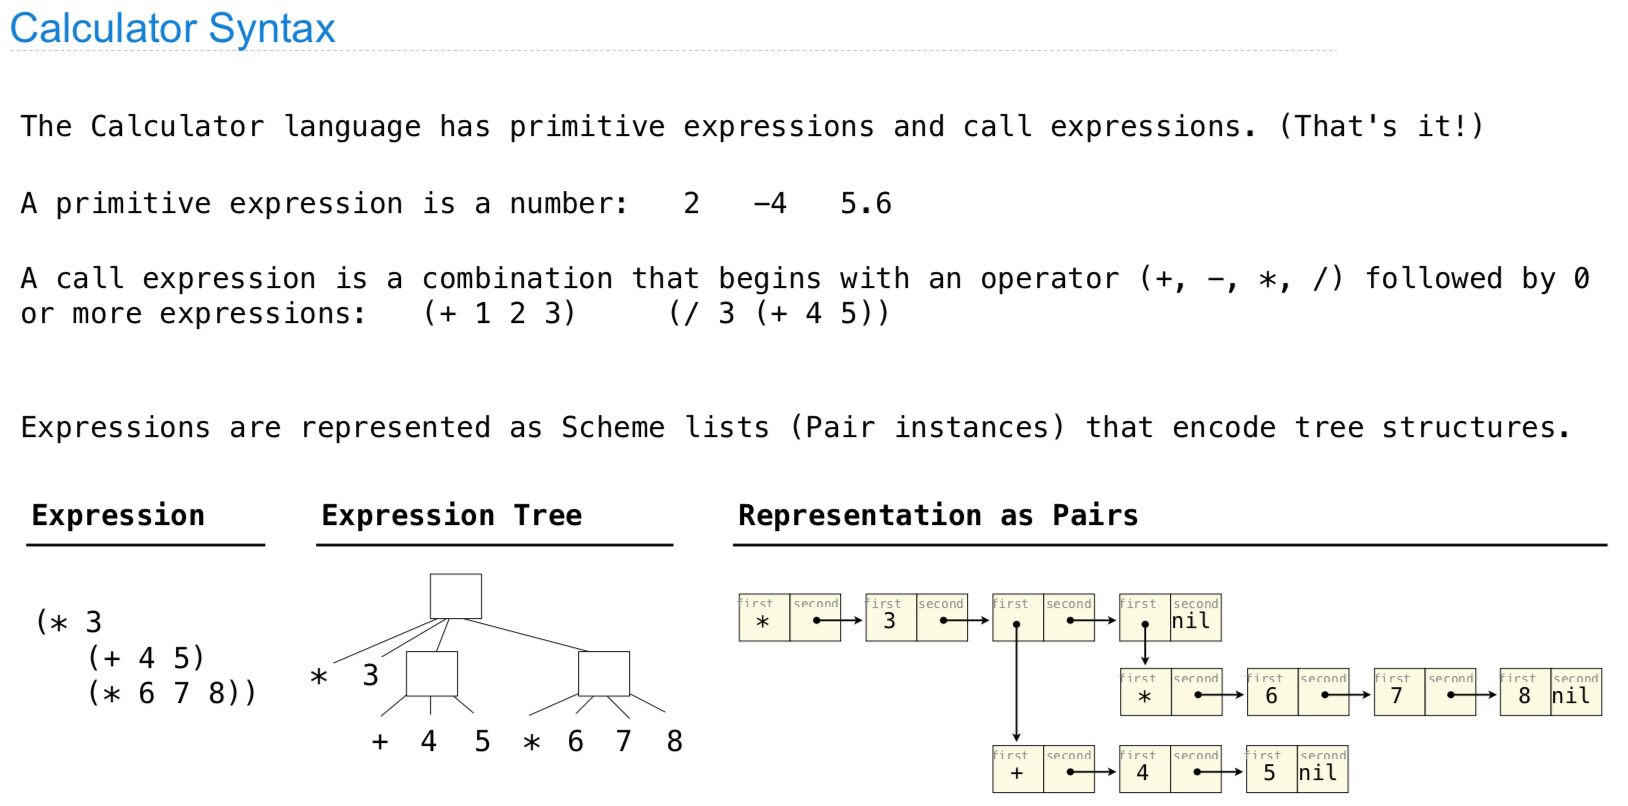 Calculator Syntax
The Calculator language has primitive expressions and call expressions. (That's it!)
A primitive expression is a number: 2 −4 5.6
A call expression is a combination that begins with an operator (+, −, *, /) followed by 0
or more expressions: (+ 1 2 3) (/ 3 (+ 4 5))
Expressions are represented as Scheme lists (Pair instances) that encode tree structures.
Expression
(* 3
(+ 4 5)
(* 6 7 8))
Expression Tree
* 3
+ 4 5 * 6 7 8
Representation as Pairs
first second first second first second first second
* 3 nil
first second first second first second first second
* 6 7 8 nil
first second first second first second
+ 4 5 nil